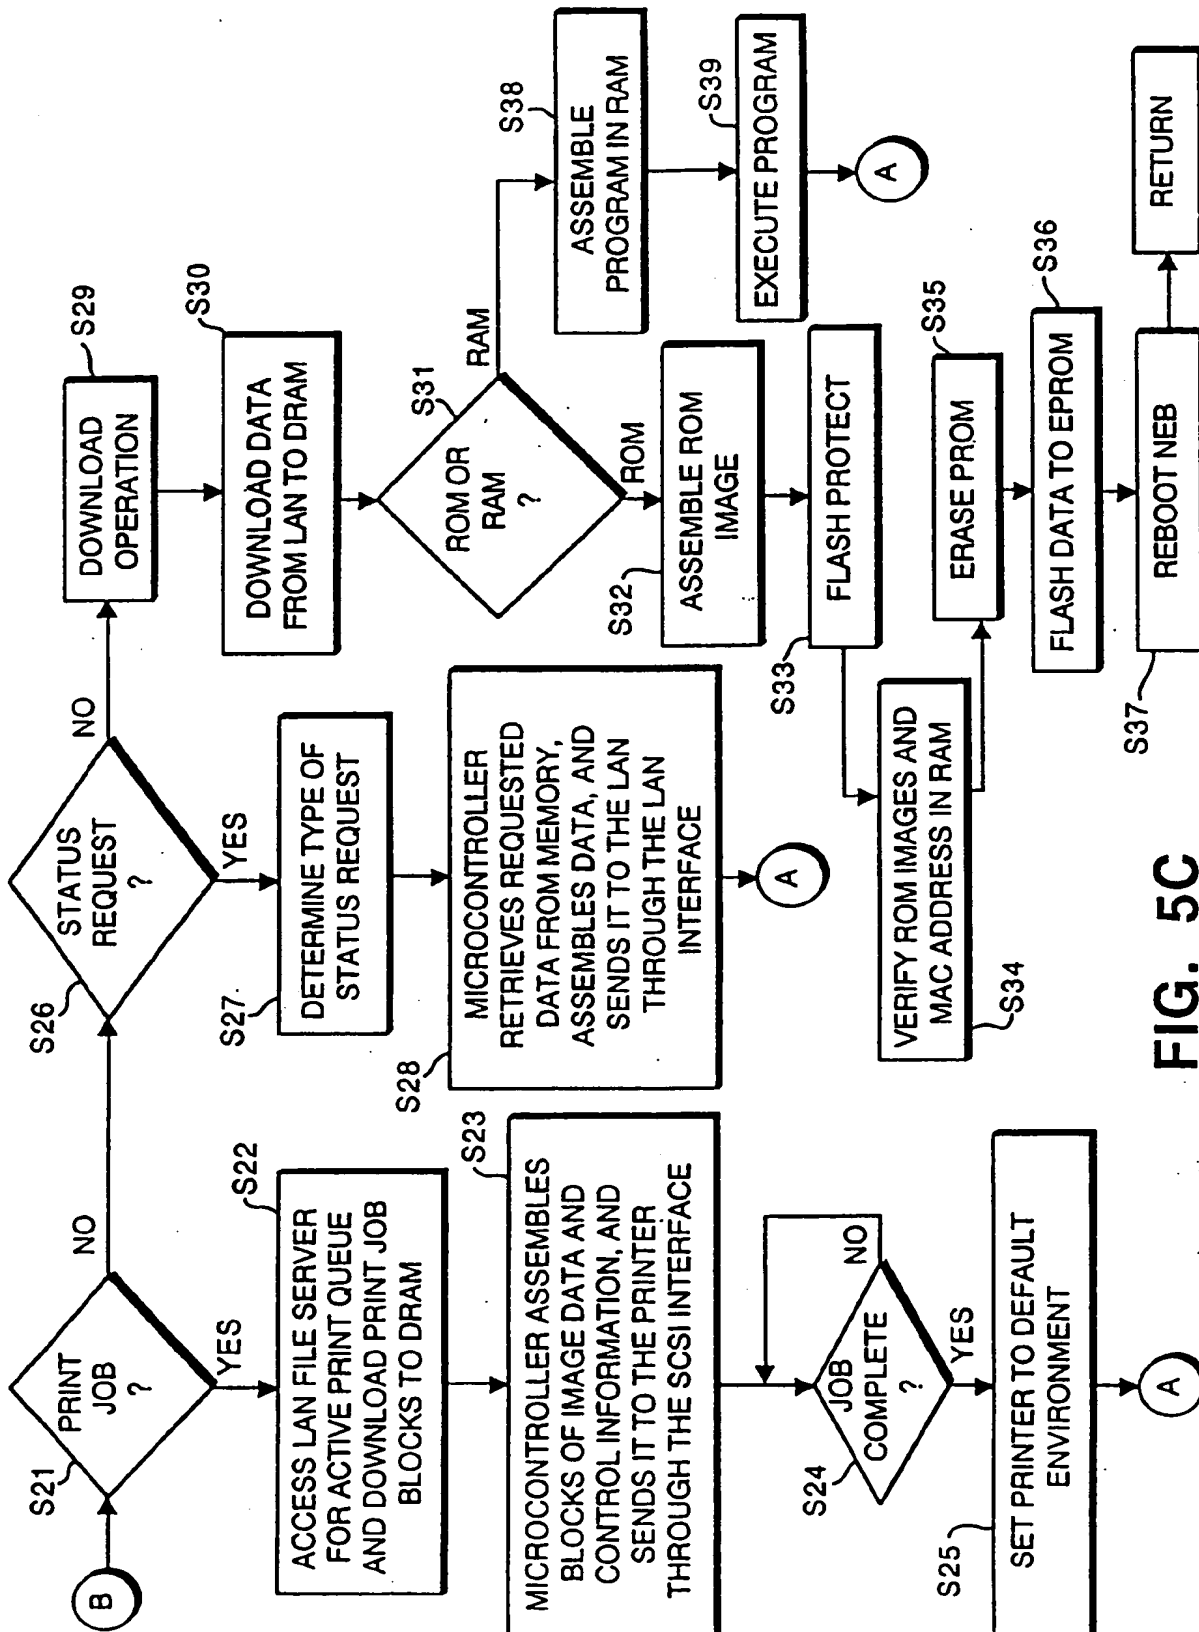 B
S21
PRINT
JOB
?
NO
YES
S22
ACCESS LAN FILE SERVER
FOR ACTIVE PRINT QUEUE
AND DOWNLOAD PRINT JOB
BLOCKS TO DRAM
S23
MICROCONTROLLER ASSEMBLES
BLOCKS OF IMAGE DATA AND
CONTROL INFORMATION, AND
SENDS IT TO THE PRINTER
THROUGH THE SCSI INTERFACE
S24
JOB
COMPLETE
?
NO
YES
S25
SET PRINTER TO DEFAULT
ENVIRONMENT
A
S26
STATUS
REQUEST
?
NO
YES
S27
DETERMINE TYPE OF
STATUS REQUEST
S28
MICROCONTROLLER
RETRIEVES REQUESTED
DATA FROM MEMORY,
ASSEMBLES DATA, AND
SENDS IT TO THE LAN
THROUGH THE LAN
INTERFACE
A
S29
DOWNLOAD
OPERATION
S30
DOWNLOAD DATA
FROM LAN TO DRAM
S31
ROM OR
RAM
?
RAM
ROM
S32
ASSEMBLE ROM
IMAGE
S33
FLASH PROTECT
S34
VERIFY ROM IMAGES AND
MAC ADDRESS IN RAM
S35
ERASE PROM
S36
FLASH DATA TO EPROM
S37
REBOOT NEB
RETURN
S38
ASSEMBLE
PROGRAM IN RAM
S39
EXECUTE PROGRAM
A
FIG. 5C